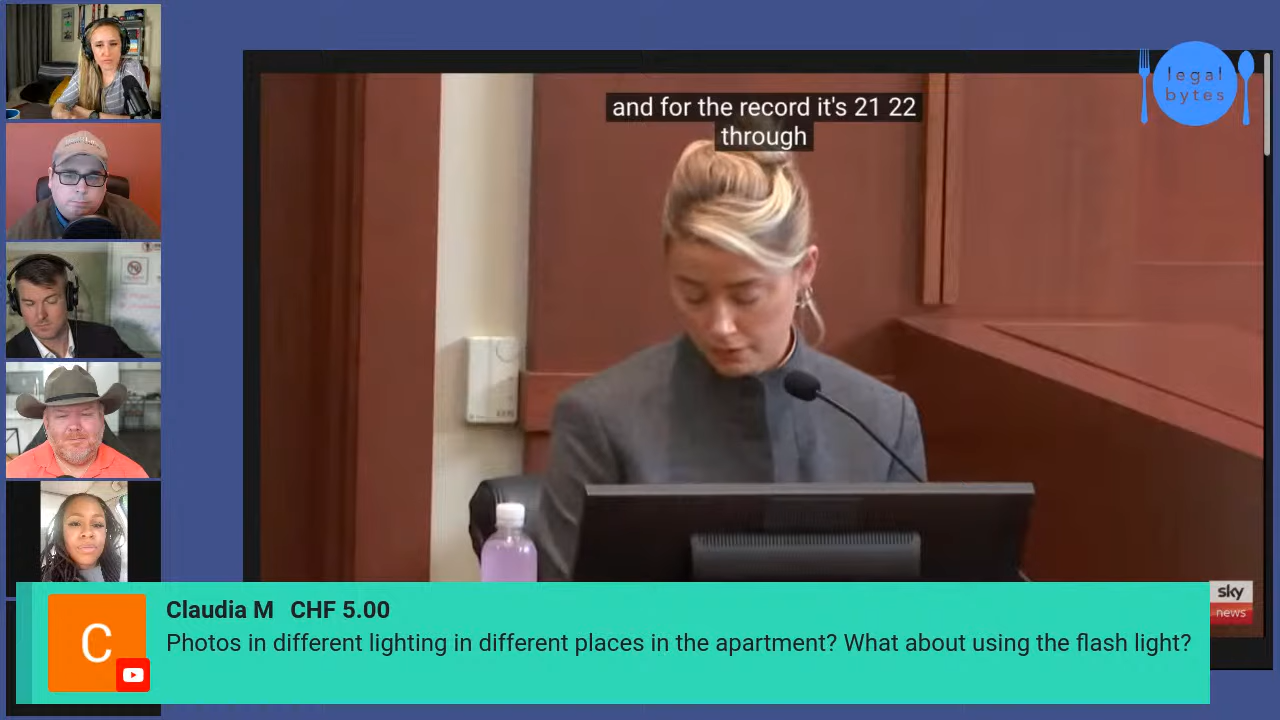 and for the record it's 21 22
through
legal
bytes
sky
news
C
Claudia M CHF 5.00
Photos in different lighting in different places in the apartment? What about using the flash light?